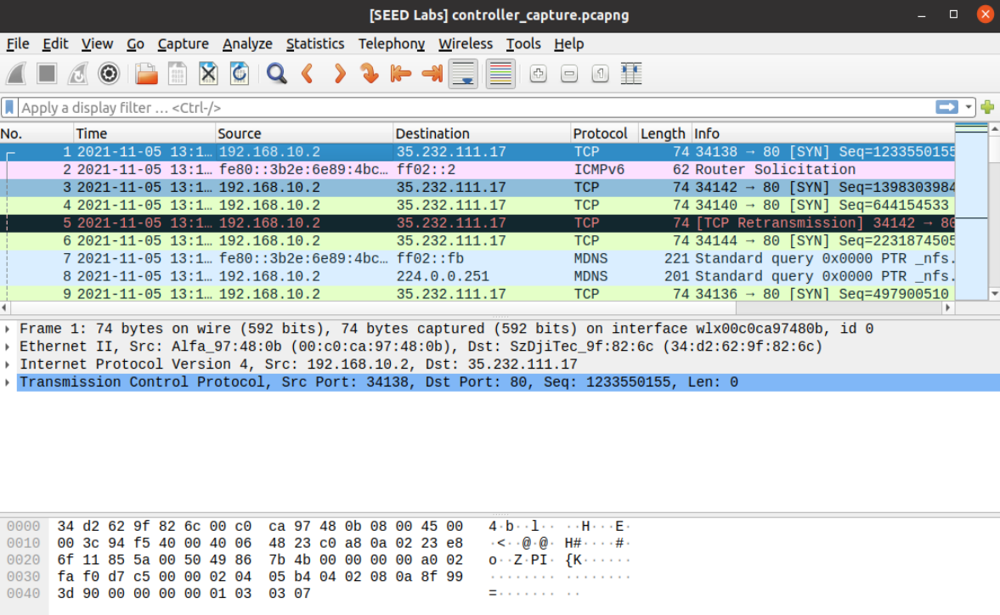 [SEED Labs] controller_capture.pcapng
File Edit View Go Capture Analyze Statistics Telephony Wireless Tools Help
Apply a display filter … <Ctrl-/>
No. Time Source Destination Protocol Length Info
1 2021-11-05 13:1… 192.168.10.2 35.232.111.17 TCP 74 34138 → 80 [SYN] Seq=1233550155
2 2021-11-05 13:1… fe80::3b2e:6e89:4bc… ff02::2 ICMPv6 62 Router Solicitation
3 2021-11-05 13:1… 192.168.10.2 35.232.111.17 TCP 74 34142 → 80 [SYN] Seq=1398303984
4 2021-11-05 13:1… 192.168.10.2 35.232.111.17 TCP 74 34140 → 80 [SYN] Seq=644154533
5 2021-11-05 13:1… 192.168.10.2 35.232.111.17 TCP 74 [TCP Retransmission] 34142 → 80
6 2021-11-05 13:1… 192.168.10.2 35.232.111.17 TCP 74 34144 → 80 [SYN] Seq=2231874505
7 2021-11-05 13:1… fe80::3b2e:6e89:4bc… ff02::fb MDNS 221 Standard query 0x0000 PTR _nfs.
8 2021-11-05 13:1… 192.168.10.2 224.0.0.251 MDNS 201 Standard query 0x0000 PTR _nfs.
9 2021-11-05 13:1… 192.168.10.2 35.232.111.17 TCP 74 34136 → 80 [SYN] Seq=497900510
Frame 1: 74 bytes on wire (592 bits), 74 bytes captured (592 bits) on interface wlx00c0ca97480b, id 0
Ethernet II, Src: Alfa_97:48:0b (00:c0:ca:97:48:0b), Dst: SzDjiTec_9f:82:6c (34:d2:62:9f:82:6c)
Internet Protocol Version 4, Src: 192.168.10.2, Dst: 35.232.111.17
Transmission Control Protocol, Src Port: 34138, Dst Port: 80, Seq: 1233550155, Len: 0
0000 34 d2 62 9f 82 6c 00 c0 ca 97 48 0b 08 00 45 00 4·b··l·· ··H···E·
0010 00 3c 94 f5 40 00 40 06 48 23 c0 a8 0a 02 23 e8 ·<··@·@· H#····#·
0020 6f 11 85 5a 00 50 49 86 7b 4b 00 00 00 00 a0 02 o··Z·PI· {K······
0030 fa f0 d7 c5 00 00 02 04 05 b4 04 02 08 0a 8f 99 ········ ········
0040 3d 90 00 00 00 00 01 03 03 07 =······· ··